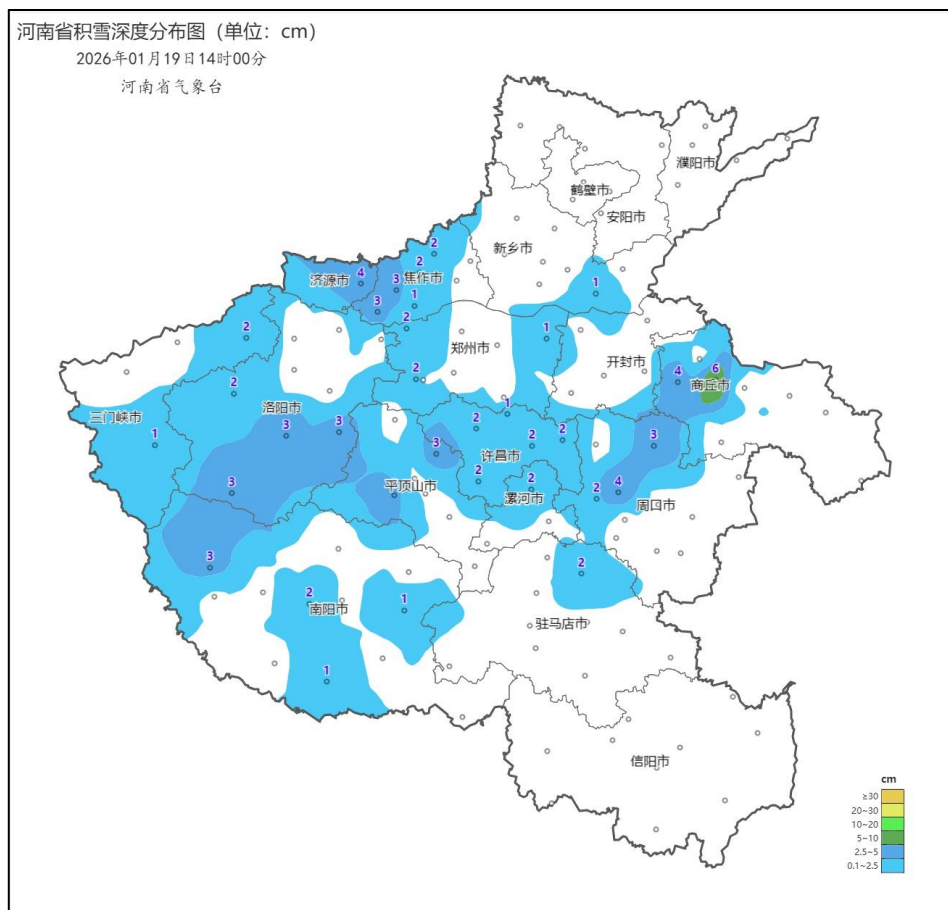 河南省积雪深度分布图（单位：cm）
2026年01月19日14时00分
河南省气象台
濮阳市
鹤壁市
安阳市
新乡市
2
2
济源市
4
3
焦作市
3
1
1
2
2
1
郑州市
开封市
2
2
4
6
商丘市
洛阳市
三门峡市
1
3
3
1
2
2
2
3
许昌市
3
3
2
2
平顶山市
漯河市
2
4
周口市
3
2
2
南阳市
1
驻马店市
1
信阳市
cm
≥30
20~30
10~20
5~10
2.5~5
0.1~2.5